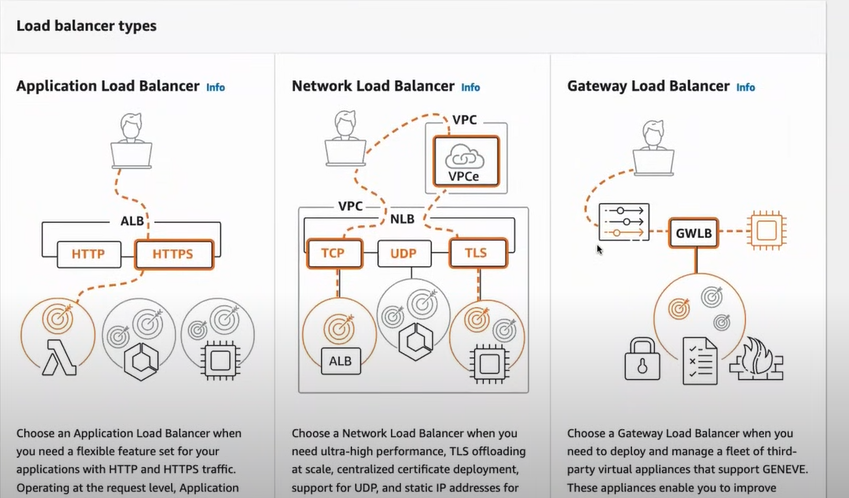 Load balancer types
Application Load Balancer Info
ALB
HTTP
HTTPS
Choose an Application Load Balancer when
you need a flexible feature set for your
applications with HTTP and HTTPS traffic.
Operating at the request level, Application
Network Load Balancer Info
VPC
VPCe
VPC
NLB
TCP
UDP
TLS
ALB
Choose a Network Load Balancer when you
need ultra-high performance, TLS offloading
at scale, centralized certificate deployment,
support for UDP, and static IP addresses for
Gateway Load Balancer Info
GWLB
Choose a Gateway Load Balancer when you
need to deploy and manage a fleet of third-
party virtual appliances that support GENEVE.
These appliances enable you to improve